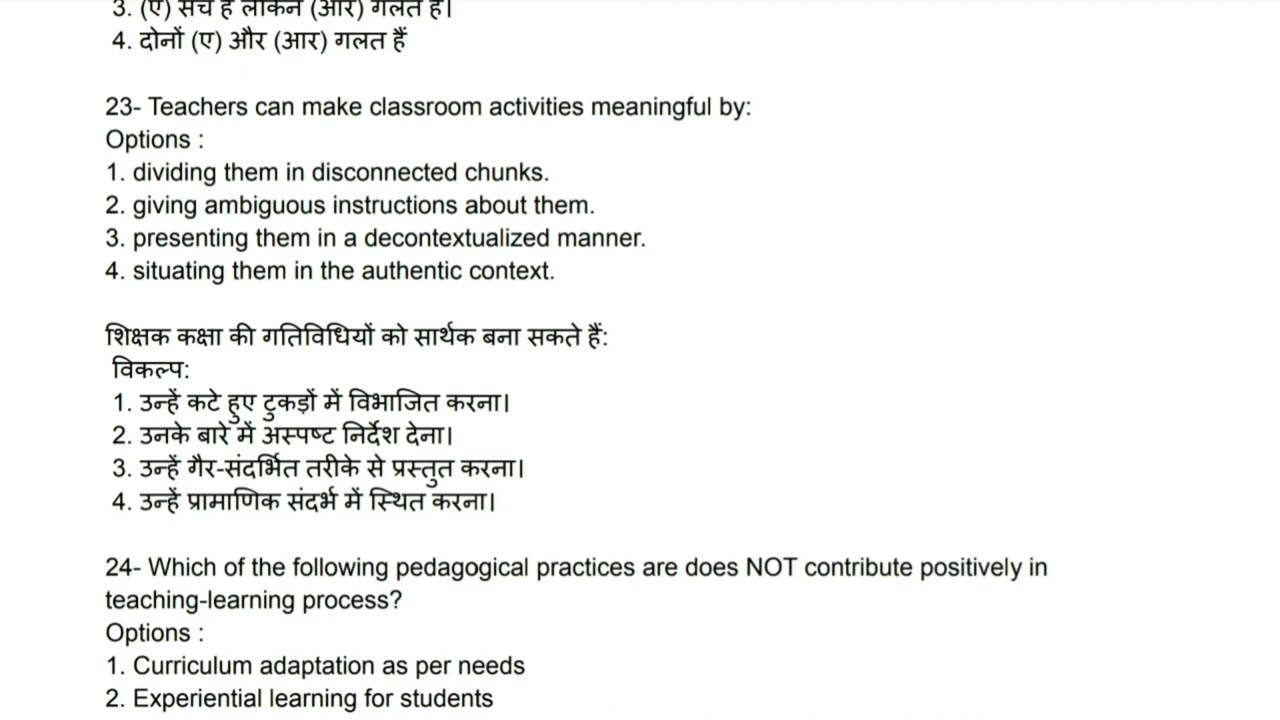 3. (ए) सच है लेकिन (आर) गलत है।
4. दोनों (ए) और (आर) गलत हैं
23- Teachers can make classroom activities meaningful by:
Options :
1. dividing them in disconnected chunks.
2. giving ambiguous instructions about them.
3. presenting them in a decontextualized manner.
4. situating them in the authentic context.
शिक्षक कक्षा की गतिविधियों को सार्थक बना सकते हैं:
विकल्प:
1. उन्हें कटे हुए टुकड़ों में विभाजित करना।
2. उनके बारे में अस्पष्ट निर्देश देना।
3. उन्हें गैर-संदर्भित तरीके से प्रस्तुत करना।
4. उन्हें प्रामाणिक संदर्भ में स्थित करना।
24- Which of the following pedagogical practices are does NOT contribute positively in
teaching-learning process?
Options :
1. Curriculum adaptation as per needs
2. Experiential learning for students